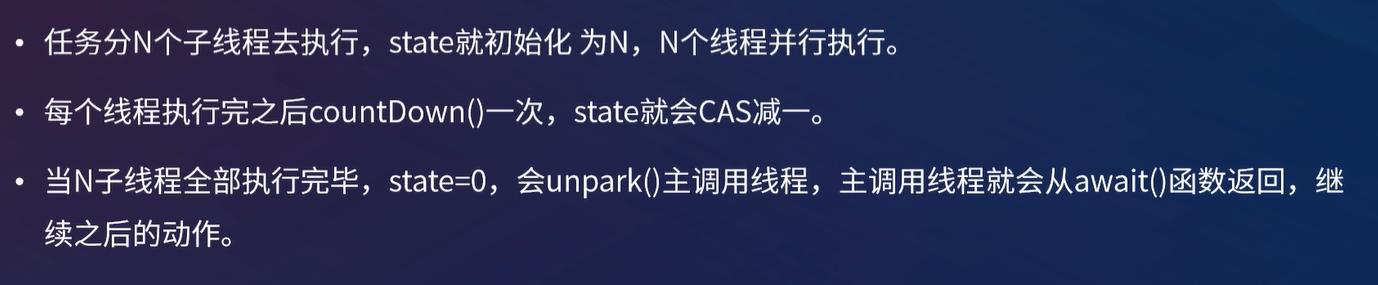 • 任务分N个子线程去执行，state就初始化 为N，N个线程并行执行。
• 每个线程执行完之后countDown()一次，state就会CAS减一。
• 当N子线程全部执行完毕，state=0，会unpark()主调用线程，主调用线程就会从await()函数返回，继
续之后的动作。